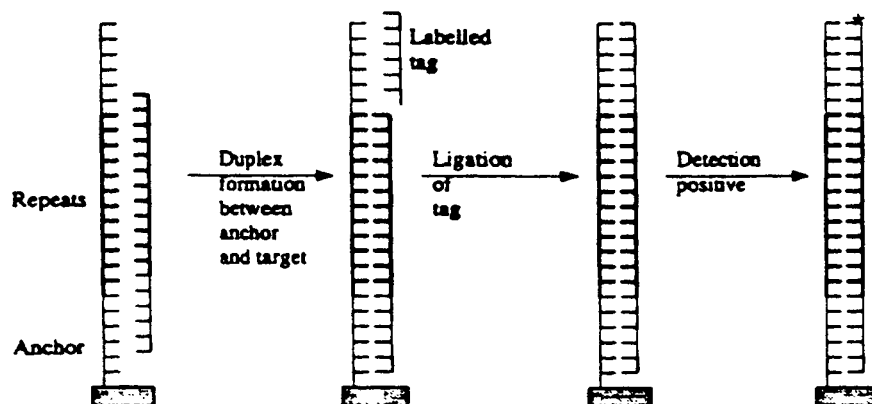 Labelled
tag
Duplex
formation
between
anchor
and target
Ligation
of
tag
Detection
positive
Repeats
Anchor